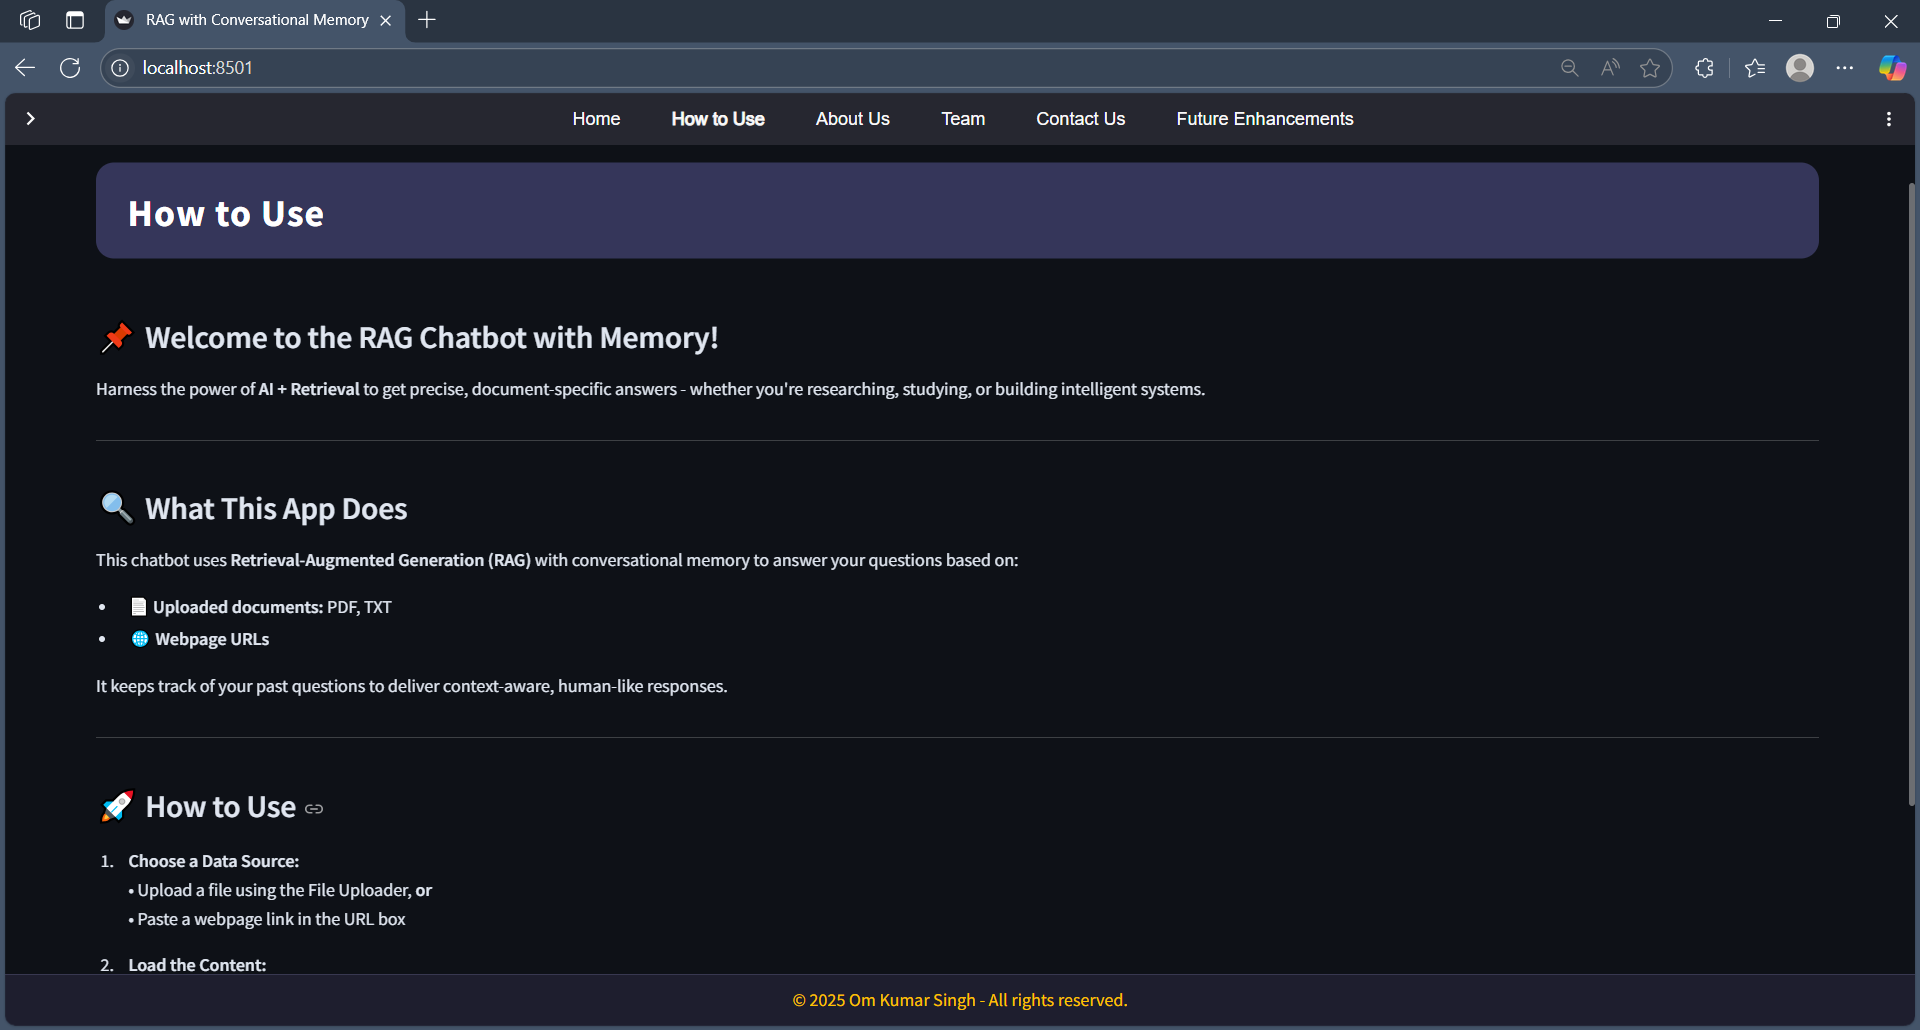 RAG with Conversational Memory
localhost:8501
Home How to Use About Us Team Contact Us Future Enhancements
How to Use
📌 Welcome to the RAG Chatbot with Memory!
Harness the power of AI + Retrieval to get precise, document-specific answers - whether you're researching, studying, or building intelligent systems.
🔍 What This App Does
This chatbot uses Retrieval-Augmented Generation (RAG) with conversational memory to answer your questions based on:
• 📄 Uploaded documents: PDF, TXT
• 🌐 Webpage URLs
It keeps track of your past questions to deliver context-aware, human-like responses.
🚀 How to Use
1. Choose a Data Source:
• Upload a file using the File Uploader, or
• Paste a webpage link in the URL box
2. Load the Content:
© 2025 Om Kumar Singh - All rights reserved.